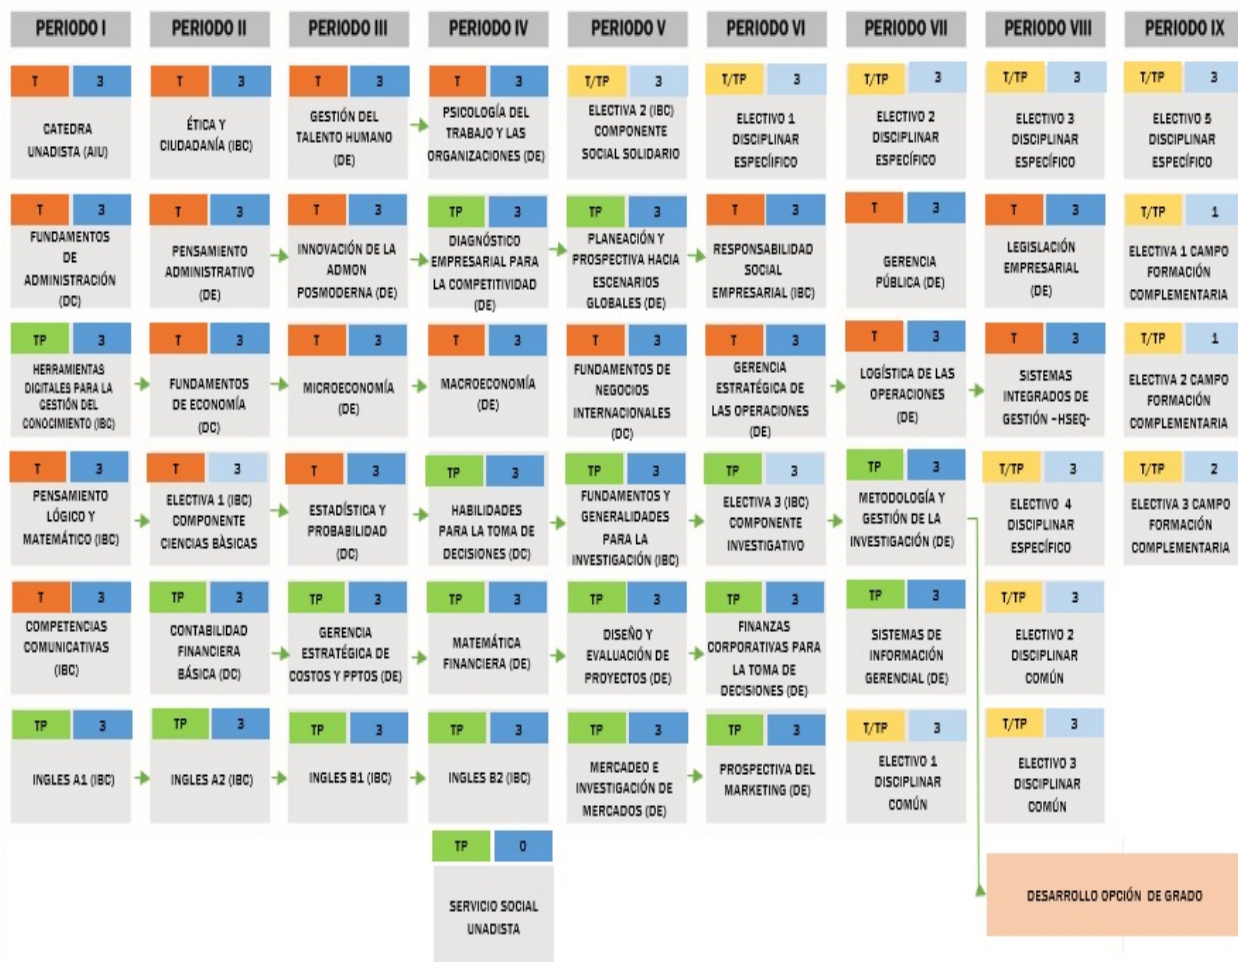 PERIODO I
PERIODO II
PERIODO III
PERIODO IV
PERIODO V
PERIODO VI
PERIODO VII
PERIODO VIII
PERIODO IX
T 3
CATEDRA
UNADISTA (AIU)
T 3
ÉTICA Y
CIUDADANÍA (IBC)
T 3
GESTIÓN DEL
TALENTO HUMANO
(DE)
T 3
PSICOLOGÍA DEL
TRABAJO Y LAS
ORGANIZACIONES (DE)
T/TP 3
ELECTIVA 2 (IBC)
COMPONENTE
SOCIAL SOLIDARIO
T/TP 3
ELECTIVO 1
DISCIPLINAR
ESPECÍIFICO
T/TP 3
ELECTIVO 2
DISCIPLINAR
ESPECÍFICO
T/TP 3
ELECTIVO 3
DISCIPLINAR
ESPECÍFICO
T/TP 3
ELECTIVO 5
DISCIPLINAR
ESPECÍFICO
T 3
FUNDAMENTOS
DE
ADMINISTRACIÓN
(DC)
T 3
PENSAMIENTO
ADMINISTRATIVO
(DE)
T 3
INNOVACIÓN DE LA
ADMON
POSMODERNA (DE)
TP 3
DIAGNÓSTICO
EMPRESARIAL PARA
LA COMPETITIVIDAD
(DE)
TP 3
PLANEACIÓN Y
PROSPECTIVA HACIA
ESCENARIOS
GLOBALES (DE)
T 3
RESPONSABILIDAD
SOCIAL
EMPRESARIAL (IBC)
T 3
GERENCIA
PÚBLICA (DE)
T 3
LEGISLACIÓN
EMPRESARIAL
(DE)
T/TP 1
ELECTIVA 1 CAMPO
FORMACIÓN
COMPLEMENTARIA
TP 3
HERRAMIENTAS
DIGITALES PARA LA
GESTIÓN DEL
CONOCIMIENTO (IBC)
T 3
FUNDAMENTOS
DE ECONOMÍA
(DC)
T 3
MICROECONOMÍA
(DE)
T 3
MACROECONOMÍA
(DE)
T 3
FUNDAMENTOS DE
NEGOCIOS
INTERNACIONALES
(DC)
T 3
GERENCIA
ESTRATÉGICA DE
LAS OPERACIONES
(DE)
T 3
LOGÍSTICA DE LAS
OPERACIONES
(DE)
T 3
SISTEMAS
INTEGRADOS DE
GESTIÓN –HSEQ-
T/TP 1
ELECTIVA 2 CAMPO
FORMACIÓN
COMPLEMENTARIA
T 3
PENSAMIENTO
LÓGICO Y
MATEMÁTICO (IBC)
T 3
ELECTIVA 1 (IBC)
COMPONENTE
CIENCIAS BÀSICAS
T 3
ESTADÍSTICA Y
PROBABILIDAD
(DC)
TP 3
HABILIDADES
PARA LA TOMA DE
DECISIONES (DC)
TP 3
FUNDAMENTOS Y
GENERALIDADES
PARA LA
INVESTIGACIÓN (IBC)
TP 3
ELECTIVA 3 (IBC)
COMPONENTE
INVESTIGATIVO
TP 3
METODOLOGÍA Y
GESTIÓN DE LA
INVESTIGACIÓN (DE)
T/TP 3
ELECTIVO 4
DISCIPLINAR
ESPECÍFICO
T/TP 2
ELECTIVA 3 CAMPO
FORMACIÓN
COMPLEMENTARIA
T 3
COMPETENCIAS
COMUNICATIVAS
(IBC)
TP 3
CONTABILIDAD
FINANCIERA
BÁSICA (DC)
TP 3
GERENCIA
ESTRATÉGICA DE
COSTOS Y PPTOS (DE)
TP 3
MATEMÁTICA
FINANCIERA (DE)
TP 3
DISEÑO Y
EVALUACIÓN DE
PROYECTOS (DE)
TP 3
FINANZAS
CORPORATIVAS PARA
LA TOMA DE
DECISIONES (DE)
TP 3
SISTEMAS DE
INFORMACIÓN
GERENCIAL (DE)
T/TP 3
ELECTIVO 2
DISCIPLINAR
COMÚN
TP 3
INGLES A1 (IBC)
TP 3
INGLES A2 (IBC)
TP 3
INGLES B1 (IBC)
TP 3
INGLES B2 (IBC)
TP 3
MERCADEO E
INVESTIGACIÓN DE
MERCADOS (DE)
TP 3
PROSPECTIVA DEL
MARKETING (DE)
T/TP 3
ELECTIVO 1
DISCIPLINAR
COMÚN
T/TP 3
ELECTIVO 3
DISCIPLINAR
COMÚN
TP 0
SERVICIO SOCIAL
UNADISTA
DESARROLLO OPCIÓN DE GRADO